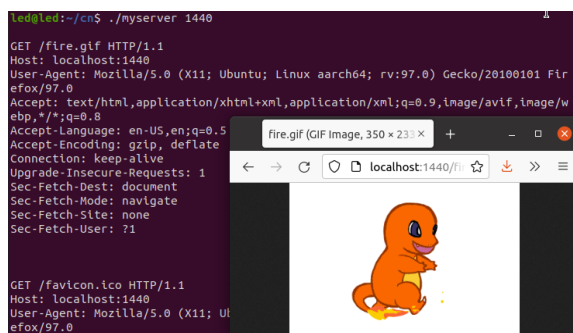 led@led:~/cn$ ./myserver 1440
GET /fire.gif HTTP/1.1
Host: localhost:1440
User-Agent: Mozilla/5.0 (X11; Ubuntu; Linux aarch64; rv:97.0) Gecko/20100101 Fir
efox/97.0
Accept: text/html,application/xhtml+xml,application/xml;q=0.9,image/avif,image/w
ebp,*/*;q=0.8
Accept-Language: en-US,en;q=0.5
Accept-Encoding: gzip, deflate
Connection: keep-alive
Upgrade-Insecure-Requests: 1
Sec-Fetch-Dest: document
Sec-Fetch-Mode: navigate
Sec-Fetch-Site: none
Sec-Fetch-User: ?1
GET /favicon.ico HTTP/1.1
Host: localhost:1440
User-Agent: Mozilla/5.0 (X11;
efox/97.0
fire.gif (GIF Image, 350 × 233
localhost:1440/fi